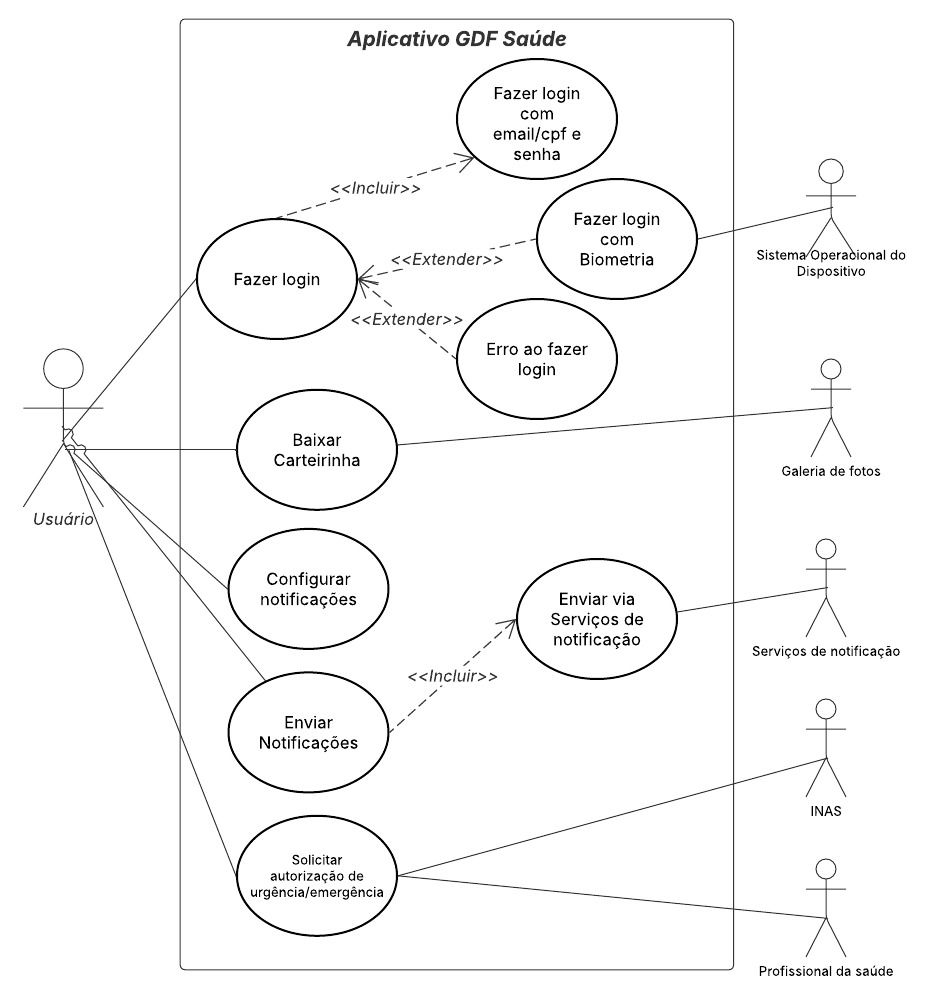 Aplicativo GDF Saúde
Fazer login
com
email/cpf e
senha
<<Incluir>>
Fazer login
com
Biometria
Sistema Operacional do
Dispositivo
<<Extender>>
Fazer login
<<Extender>>
Erro ao fazer
login
Baixar
Carteirinha
Galeria de fotos
Usuário
Configurar
notificações
Enviar via
Serviços de
notificação
Serviços de notificação
<<Incluir>>
Enviar
Notificações
INAS
Solicitar
autorização de
urgência/emergência
Profissional da saúde